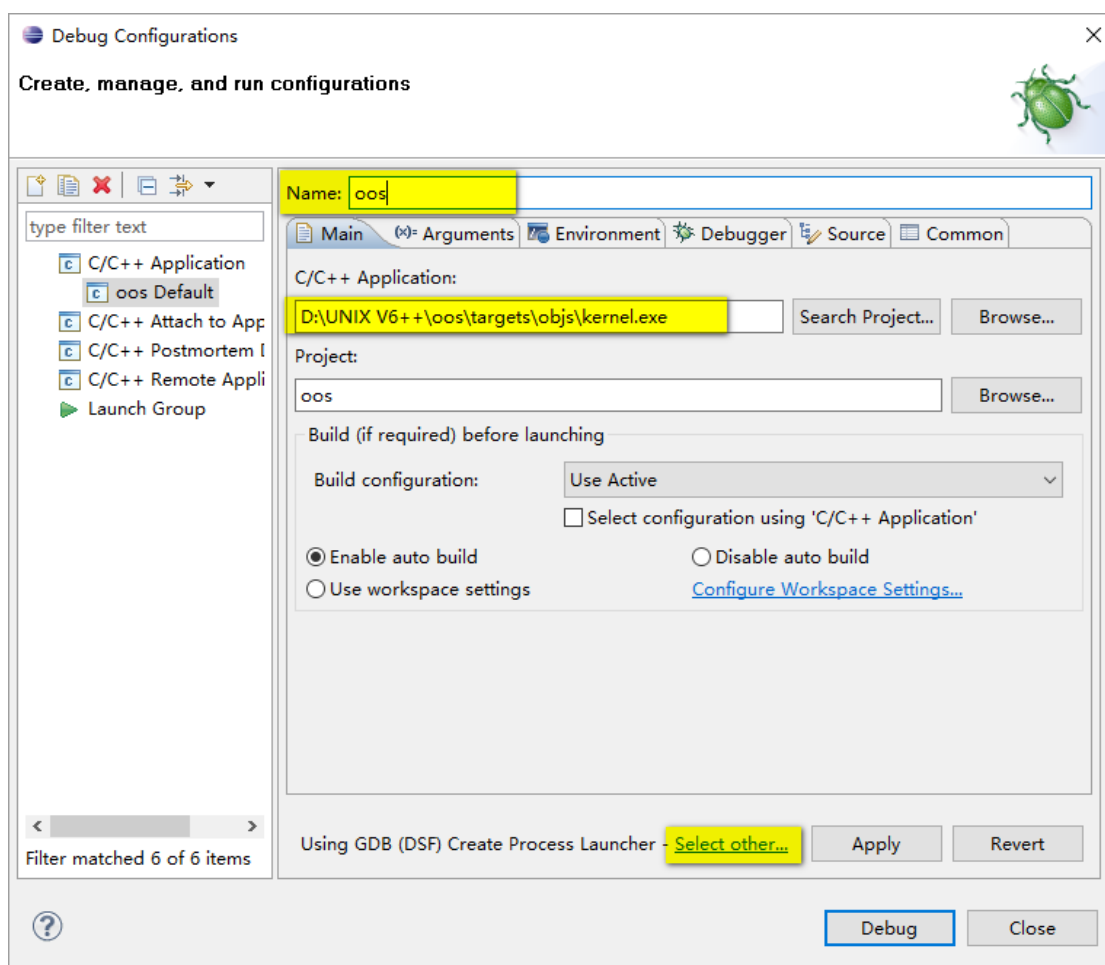 Debug Configurations
Create, manage, and run configurations
Name: oos
type filter text
C/C++ Application
oos Default
C/C++ Attach to App
C/C++ Postmortem D
C/C++ Remote Appli
Launch Group
Filter matched 6 of 6 items
Main (x)= Arguments Environment Debugger Source Common
C/C++ Application:
D:\UNIX V6++\oos\targets\objs\kernel.exe Search Project... Browse...
Project:
oos Browse...
Build (if required) before launching
Build configuration: Use Active
Select configuration using 'C/C++ Application'
Enable auto build Disable auto build
Use workspace settings Configure Workspace Settings...
Using GDB (DSF) Create Process Launcher - Select other... Apply Revert
? Debug Close